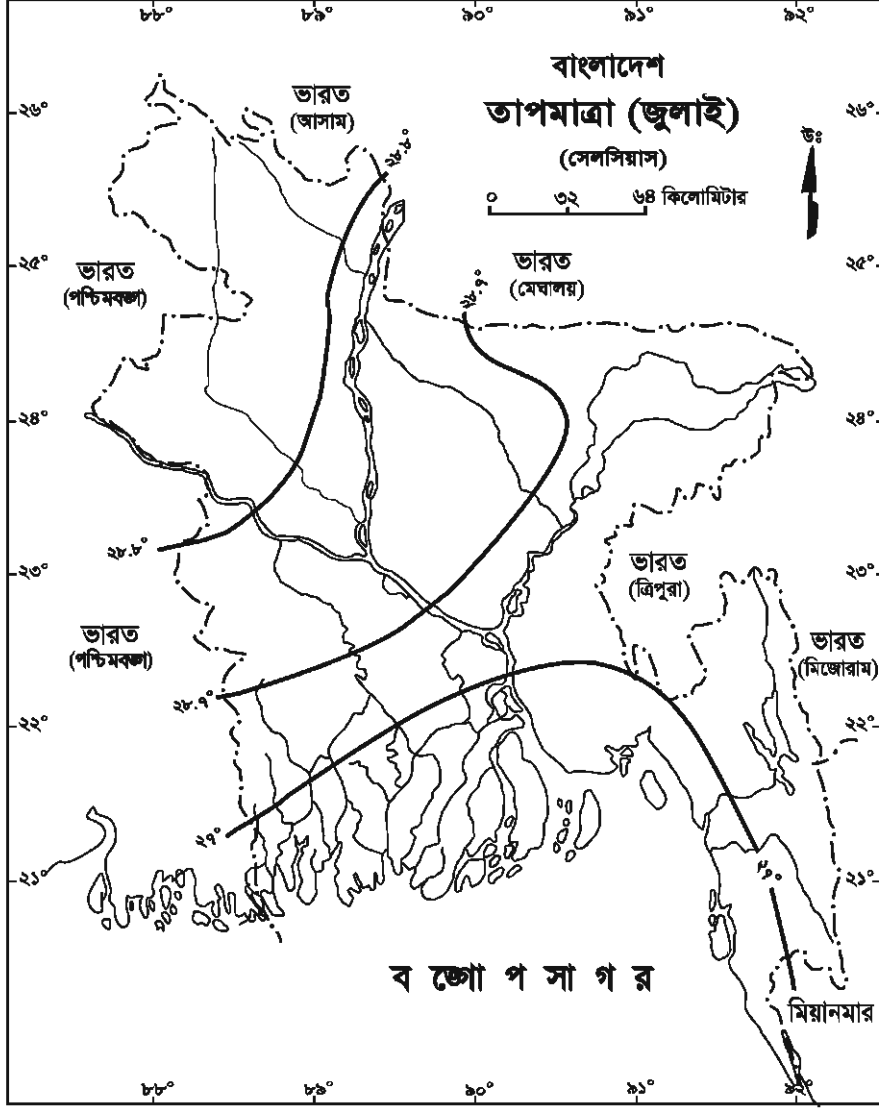 ৮৮° ৮৯° ৯০° ৯১° ৯২°
বাংলাদেশ
তাপমাত্রা (জুলাই)
(সেলসিয়াস)
০ ৩২ ৬৪ কিলোমিটার
উঃ
ভারত
(আসাম)
২৬° ২৬°
২৮.৮°
২৫° ২৫°
ভারত
(পশ্চিমবঙ্গ)
ভারত
(মেঘালয়)
২৮.৭°
২৪° ২৪°
২৮.৮°
২৩° ২৩°
ভারত
(ত্রিপুরা)
ভারত
(পশ্চিমবঙ্গ)
ভারত
(মিজোরাম)
২৮.৭°
২২° ২২°
২৭°
২১° ২১°
বঙ্গোপসাগর
মিয়ানমার
৮৮° ৮৯° ৯০° ৯১° ৯২°